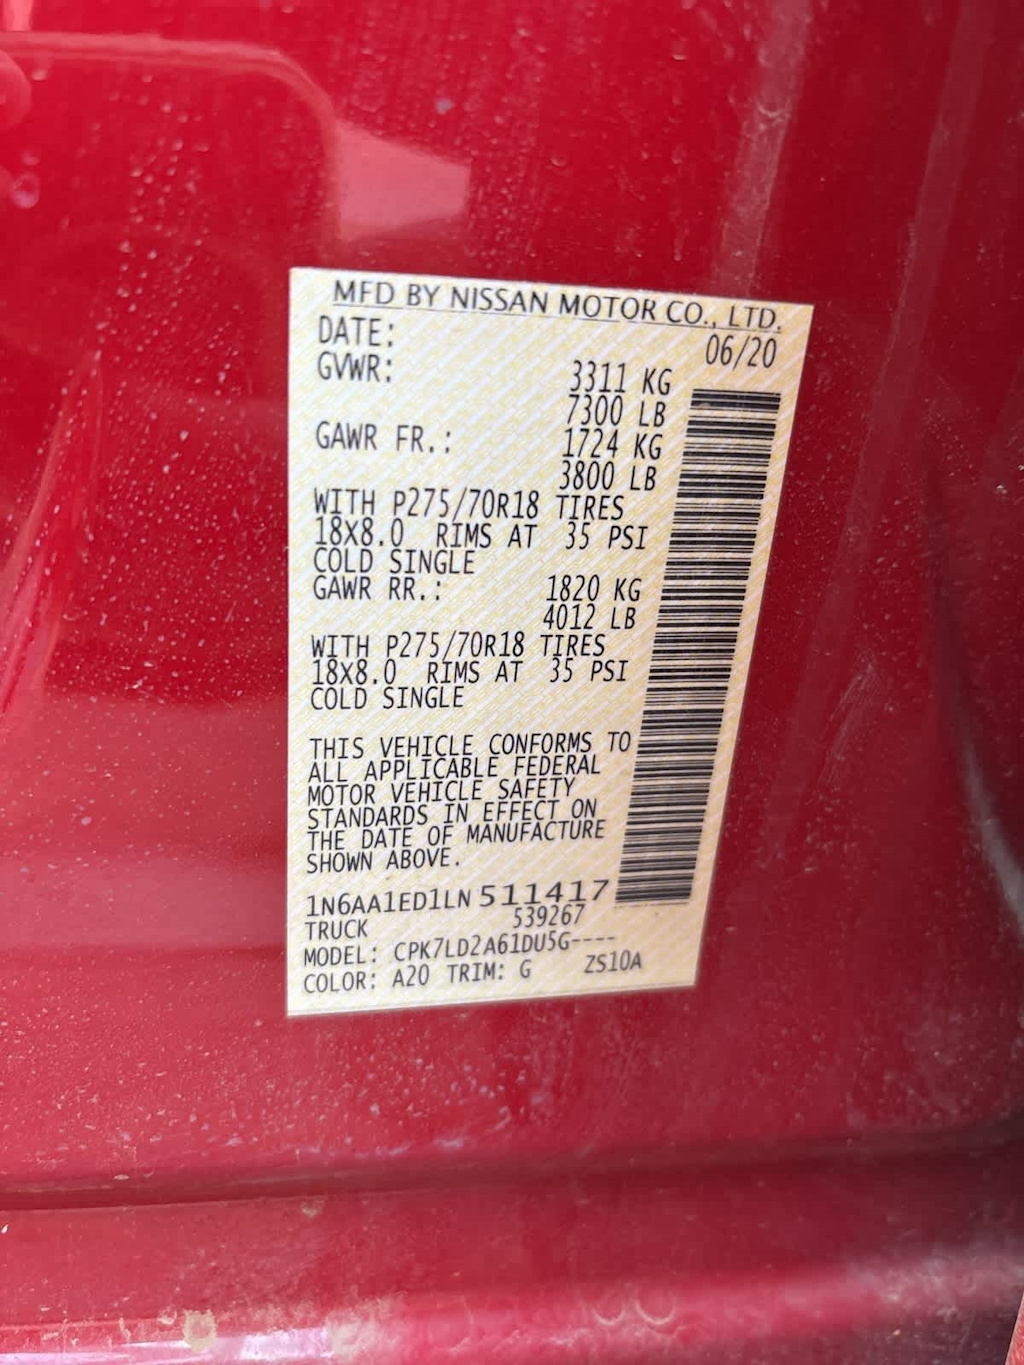 MFD BY NISSAN MOTOR CO., LTD.
DATE: 06/20
GVWR: 3311 KG
7300 LB
GAWR FR.: 1724 KG
3800 LB
WITH P275/70R18 TIRES
18X8.0 RIMS AT 35 PSI
COLD SINGLE
GAWR RR.: 1820 KG
4012 LB
WITH P275/70R18 TIRES
18X8.0 RIMS AT 35 PSI
COLD SINGLE
THIS VEHICLE CONFORMS TO
ALL APPLICABLE FEDERAL
MOTOR VEHICLE SAFETY
STANDARDS IN EFFECT ON
THE DATE OF MANUFACTURE
SHOWN ABOVE.
1N6AA1ED1LN 511417
TRUCK 539267
MODEL: CPK7LD2A61DU5G----
COLOR: A20 TRIM: G ZS10A